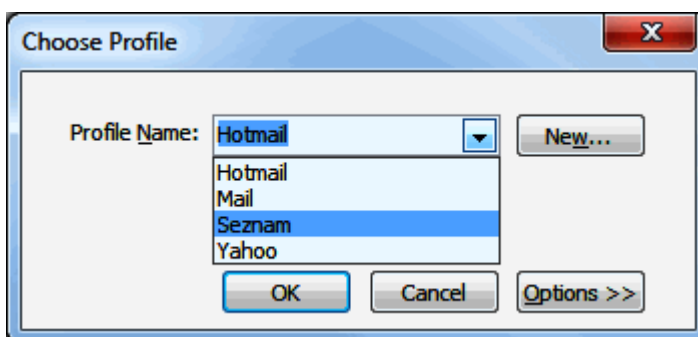 Choose Profile
Profile Name: Hotmail New...
Hotmail
Mail
Seznam
Yahoo
OK Cancel Options >>